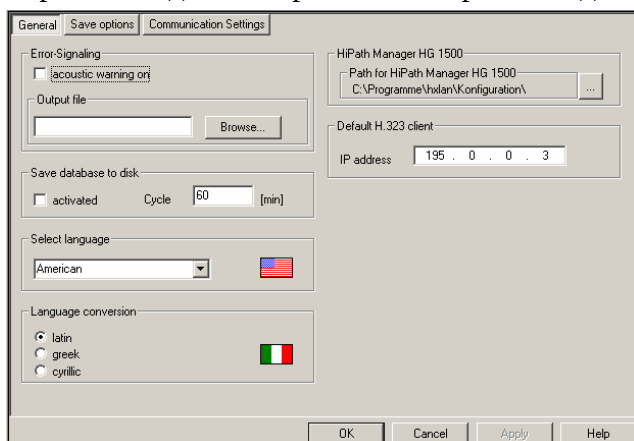 General
Save options
Communication Settings
Error-Signaling
acoustic warning on
Output file
Browse...
Save database to disk
activated
Cycle
60
[min]
Select language
American
Language conversion
latin
greek
cyrillic
HiPath Manager HG 1500
Path for HiPath Manager HG 1500
C:\Programme\hxlan\Konfiguration\
...
Default H.323 client
IP address
195 . 0 . 0 . 3
OK
Cancel
Apply
Help